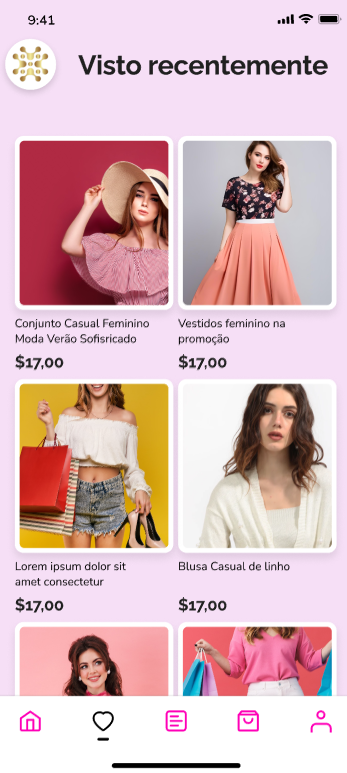 9:41
Visto recentemente
Conjunto Casual Feminino
Moda Verão Sofisricado
$17,00
Vestidos feminino na
promoção
$17,00
Lorem ipsum dolor sit
amet consectetur
$17,00
Blusa Casual de linho
$17,00